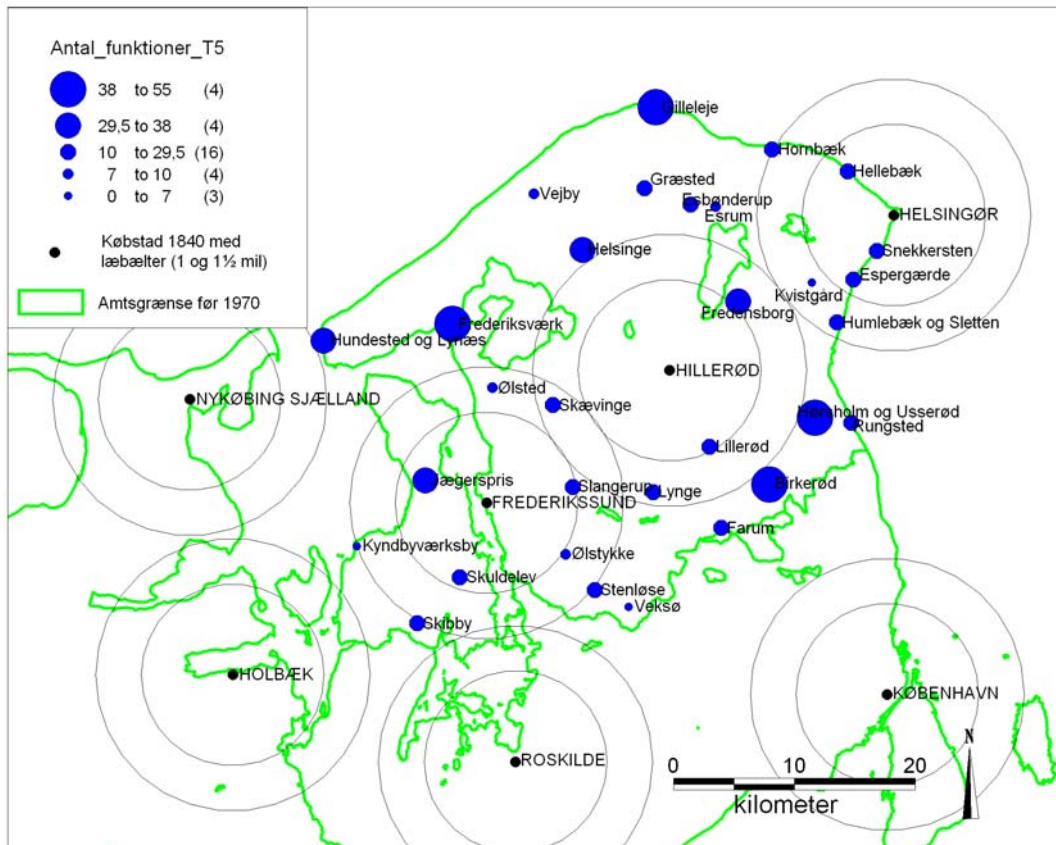 Antal_funktioner_T5
38 to 55 (4)
29,5 to 38 (4)
10 to 29,5 (16)
7 to 10 (4)
0 to 7 (3)
Købstad 1840 med
læbælter (1 og 1½ mil)
Amtsgrænse før 1970
Gilleleje
Hornbæk
Hellebæk
Græsted
Vejby
Esbønderup
Esrum
HELSINGØR
Helsinge
Snekkersten
Espergærde
Kvistgård
Fredensborg
Humlebæk og Sletten
Frederiksværk
Hundested og Lynæs
HILLERØD
Ølsted
NYKØBING SJÆLLAND
Skævinge
Hørsholm og Usserød
Rungsted
Lillerød
Jægerspris
Slangerup
Lynge
Birkerød
FREDERIKSSUND
Farum
Kyndbyværksby
Ølstykke
Skuldelev
Stenløse
Veksø
Skibby
HOLBÆK
KØBENHAVN
ROSKILDE
N
0 10 20
kilometer